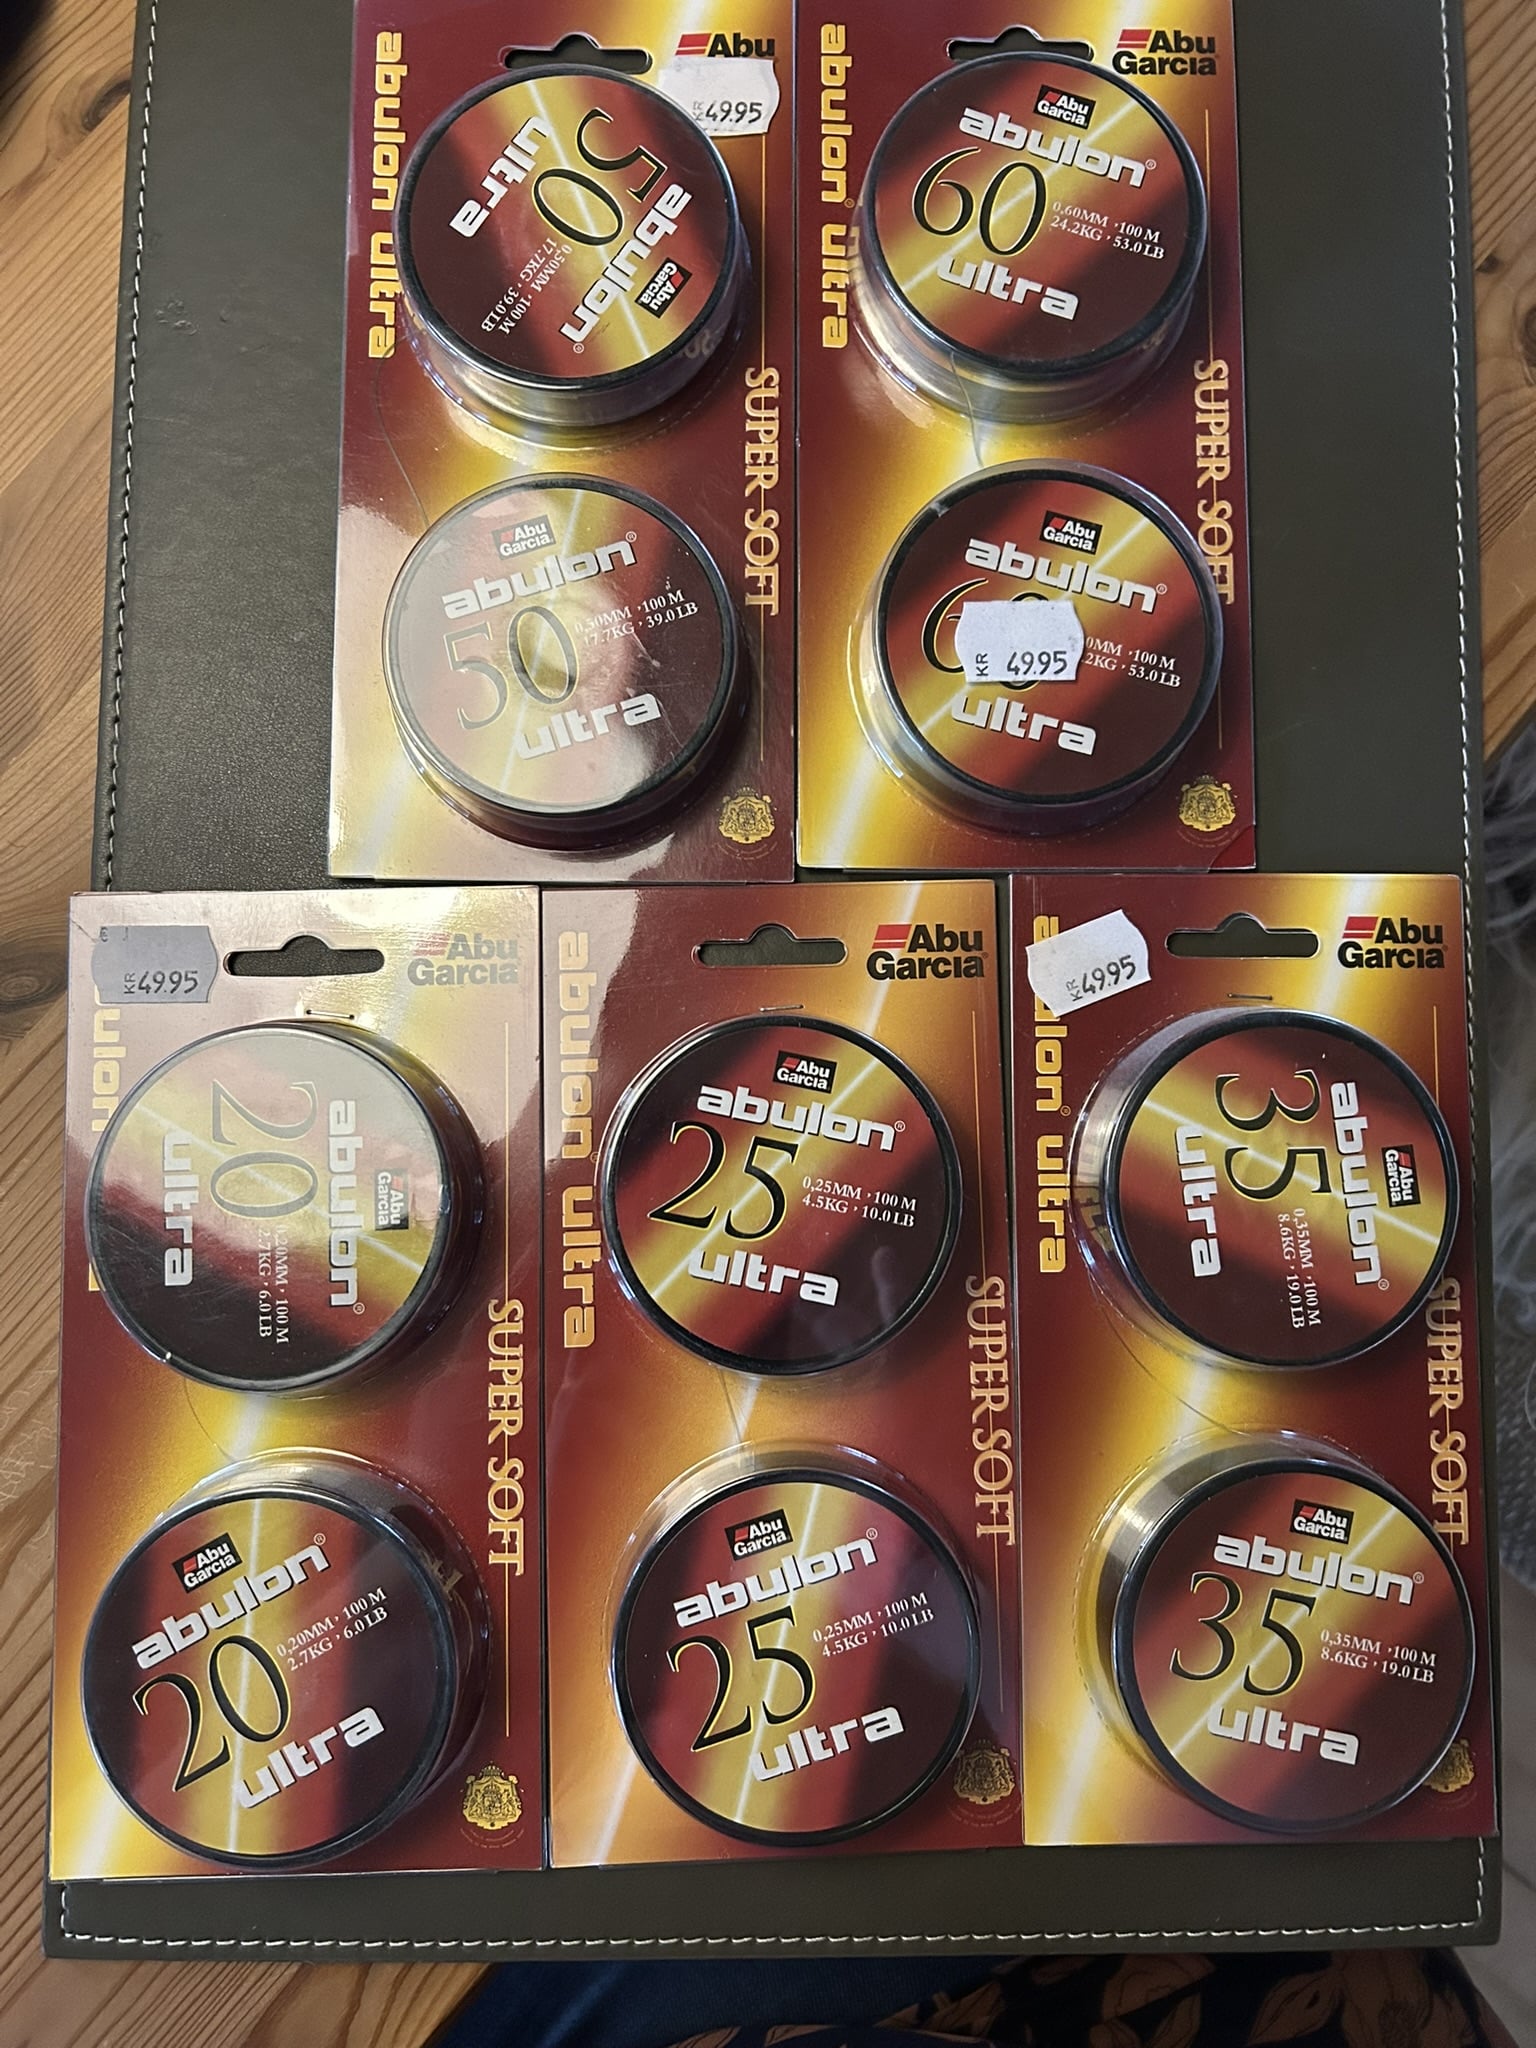 abulon® ultra
Abu
KR 49.95
Abu
Garcia
abulon®
50
0,50MM · 100 M
17.7KG · 39.0 LB
ultra
SUPER SOFT
Abu
Garcia
abulon®
50
0,50MM · 100 M
17.7KG · 39.0 LB
ultra
abulon® ultra
Abu
Garcia
Abu
Garcia
abulon®
60
0,60MM · 100 M
24.2KG · 53.0 LB
ultra
SUPER SOFT
Abu
Garcia
abulon®
KR 49.95
0MM · 100 M
.2KG · 53.0 LB
ultra
KR 49.95
Abu
Garcia
Abu
Garcia
abulon®
20
0,20MM · 100 M
2.7KG · 6.0 LB
ultra
SUPER SOFT
Abu
Garcia
abulon®
20
0,20MM · 100 M
2.7KG · 6.0 LB
ultra
abulon® ultra
Abu
Garcia®
Abu
Garcia
abulon®
25
0,25MM · 100 M
4.5KG · 10.0 LB
ultra
SUPER SOFT
Abu
Garcia
abulon®
25
0,25MM · 100 M
4.5KG · 10.0 LB
ultra
ulon® ultra
KR 49.95
Abu
Garcia®
Abu
Garcia
abulon®
35
0,35MM · 100 M
8.6KG · 19.0 LB
ultra
SUPER SOFT
Abu
Garcia
abulon®
35
0,35MM · 100 M
8.6KG · 19.0 LB
ultra